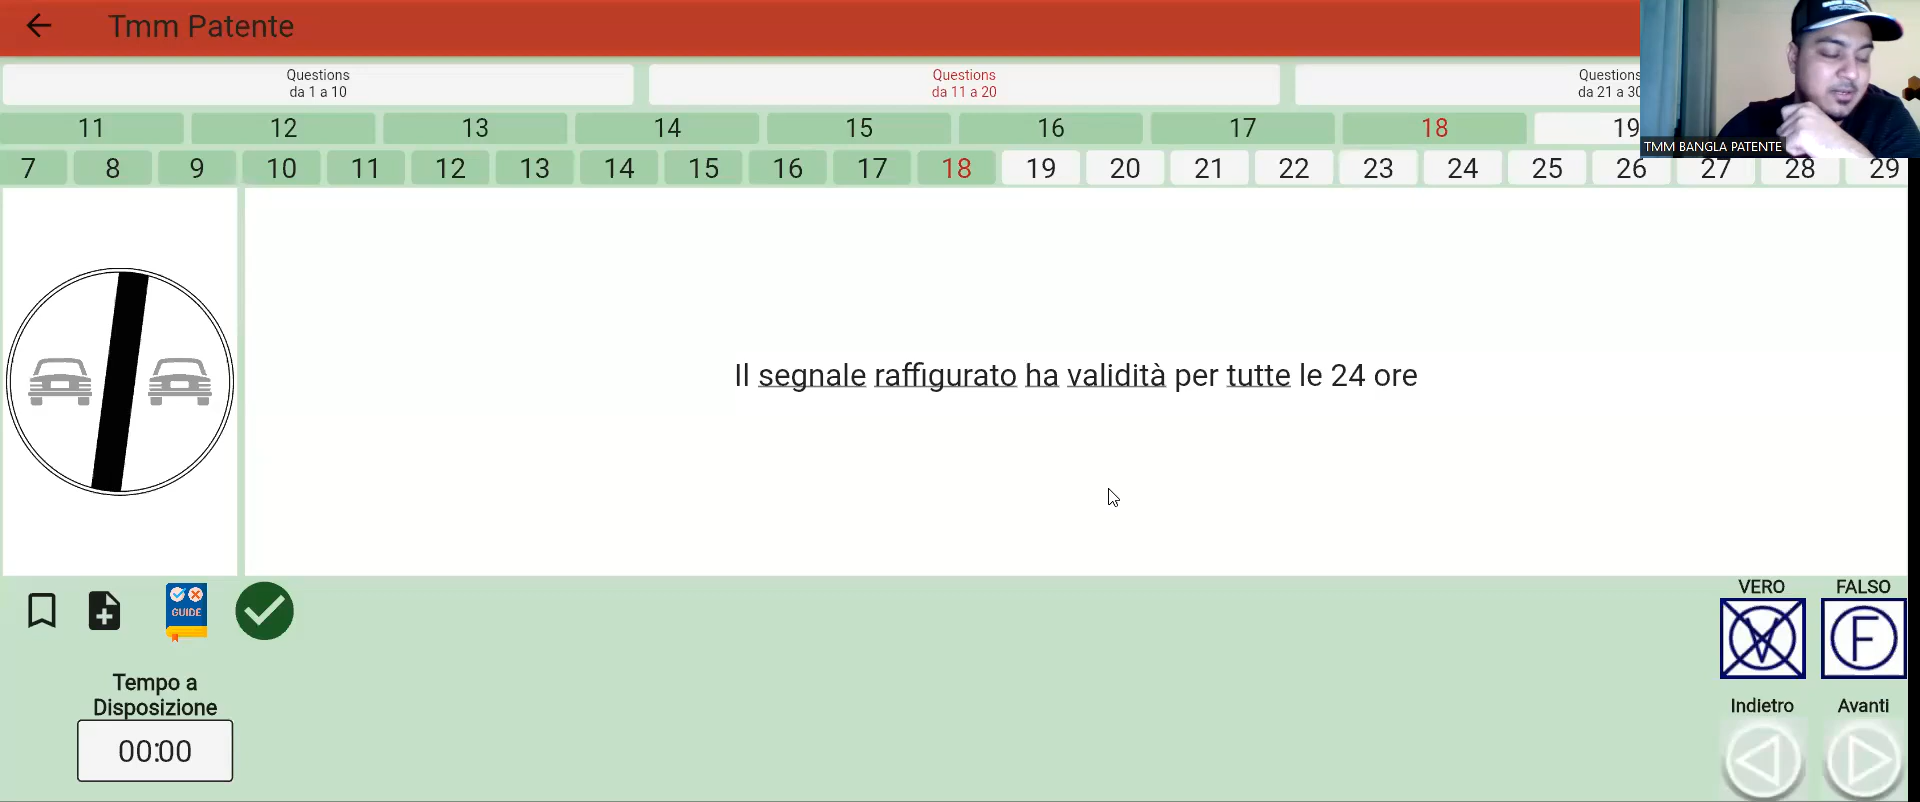 Tmm Patente
Questions
da 1 a 10
Questions
da 11 a 20
Questions
da 21 a 30
11 12 13 14 15 16 17 18 19
TMM BANGLA PATENTE
7 8 9 10 11 12 13 14 15 16 17 18 19 20 21 22 23 24 25 26 27 28 29
Il segnale raffigurato ha validità per tutte le 24 ore
GUIDE
VERO FALSO
V F
Tempo a
Disposizione
00:00
Indietro Avanti